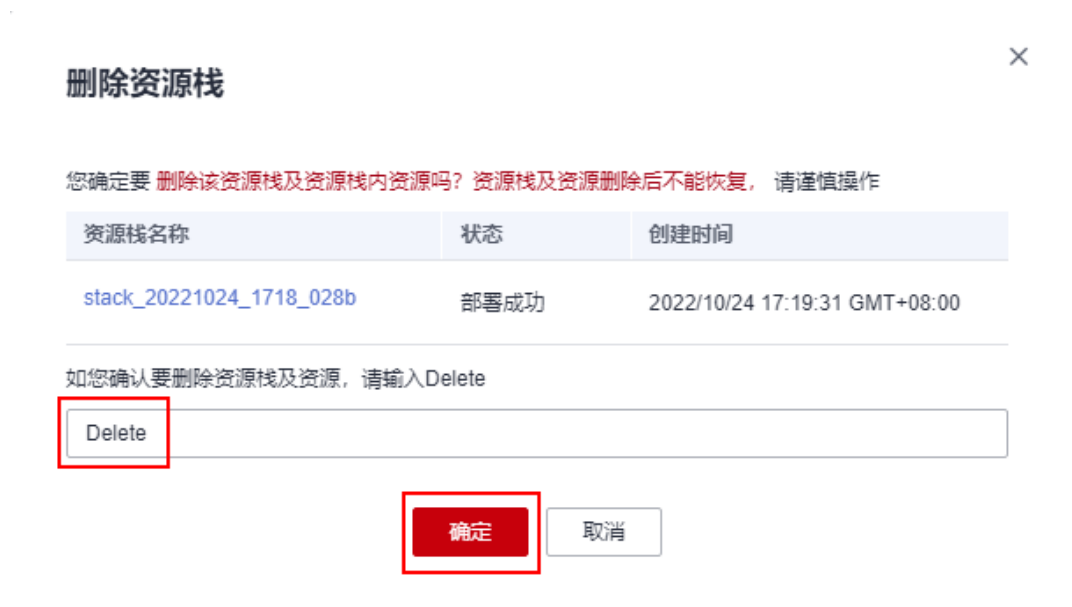 删除资源栈
您确定要 删除该资源栈及资源栈内资源吗？资源栈及资源删除后不能恢复， 请谨慎操作
资源栈名称 状态 创建时间
stack_20221024_1718_028b 部署成功 2022/10/24 17:19:31 GMT+08:00
如您确认要删除资源栈及资源，请输入Delete
Delete
确定 取消